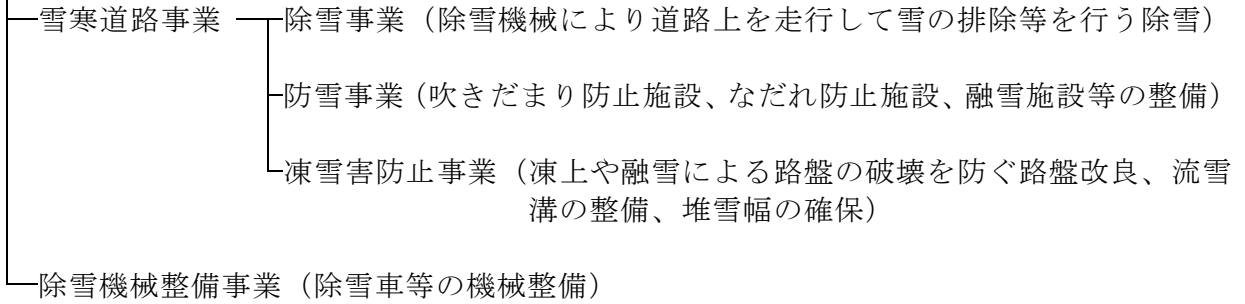 雪寒道路事業 除雪事業（除雪機械により道路上を走行して雪の排除等を行う除雪）
防雪事業（吹きだまり防止施設、なだれ防止施設、融雪施設等の整備）
凍雪害防止事業（凍上や融雪による路盤の破壊を防ぐ路盤改良、流雪
溝の整備、堆雪幅の確保）
除雪機械整備事業（除雪車等の機械整備）